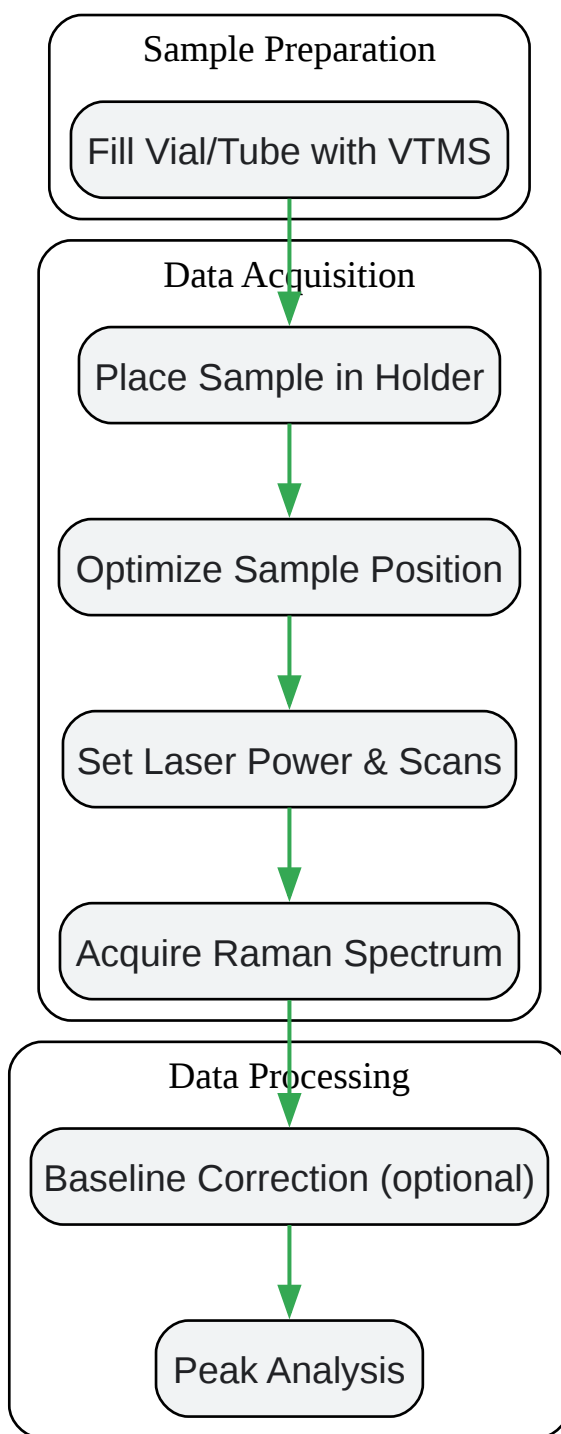 Sample Preparation
Fill Vial/Tube with VTMS
Data Acquisition
Place Sample in Holder
Optimize Sample Position
Set Laser Power & Scans
Acquire Raman Spectrum
Data Processing
Baseline Correction (optional)
Peak Analysis